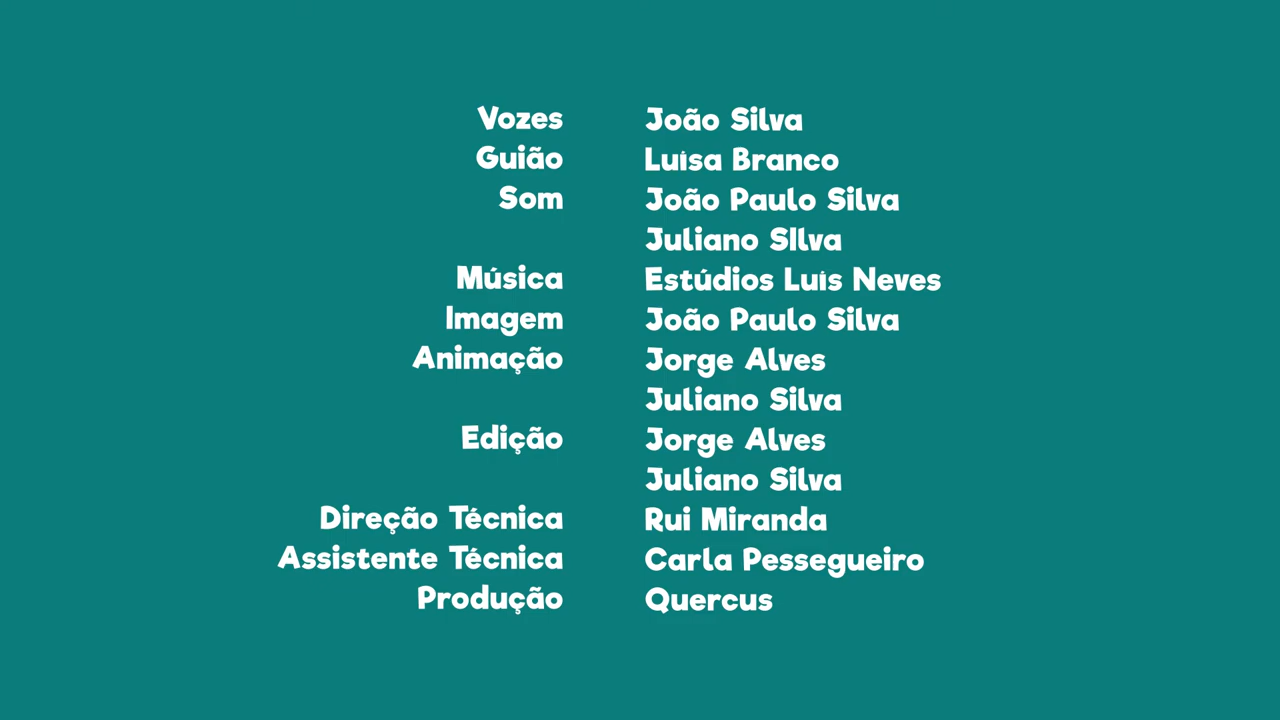 Vozes João Silva
Guião Luísa Branco
Som João Paulo Silva
Juliano SIlva
Música Estúdios Luís Neves
Imagem João Paulo Silva
Animação Jorge Alves
Juliano Silva
Edição Jorge Alves
Juliano Silva
Direção Técnica Rui Miranda
Assistente Técnica Carla Pessegueiro
Produção Quercus